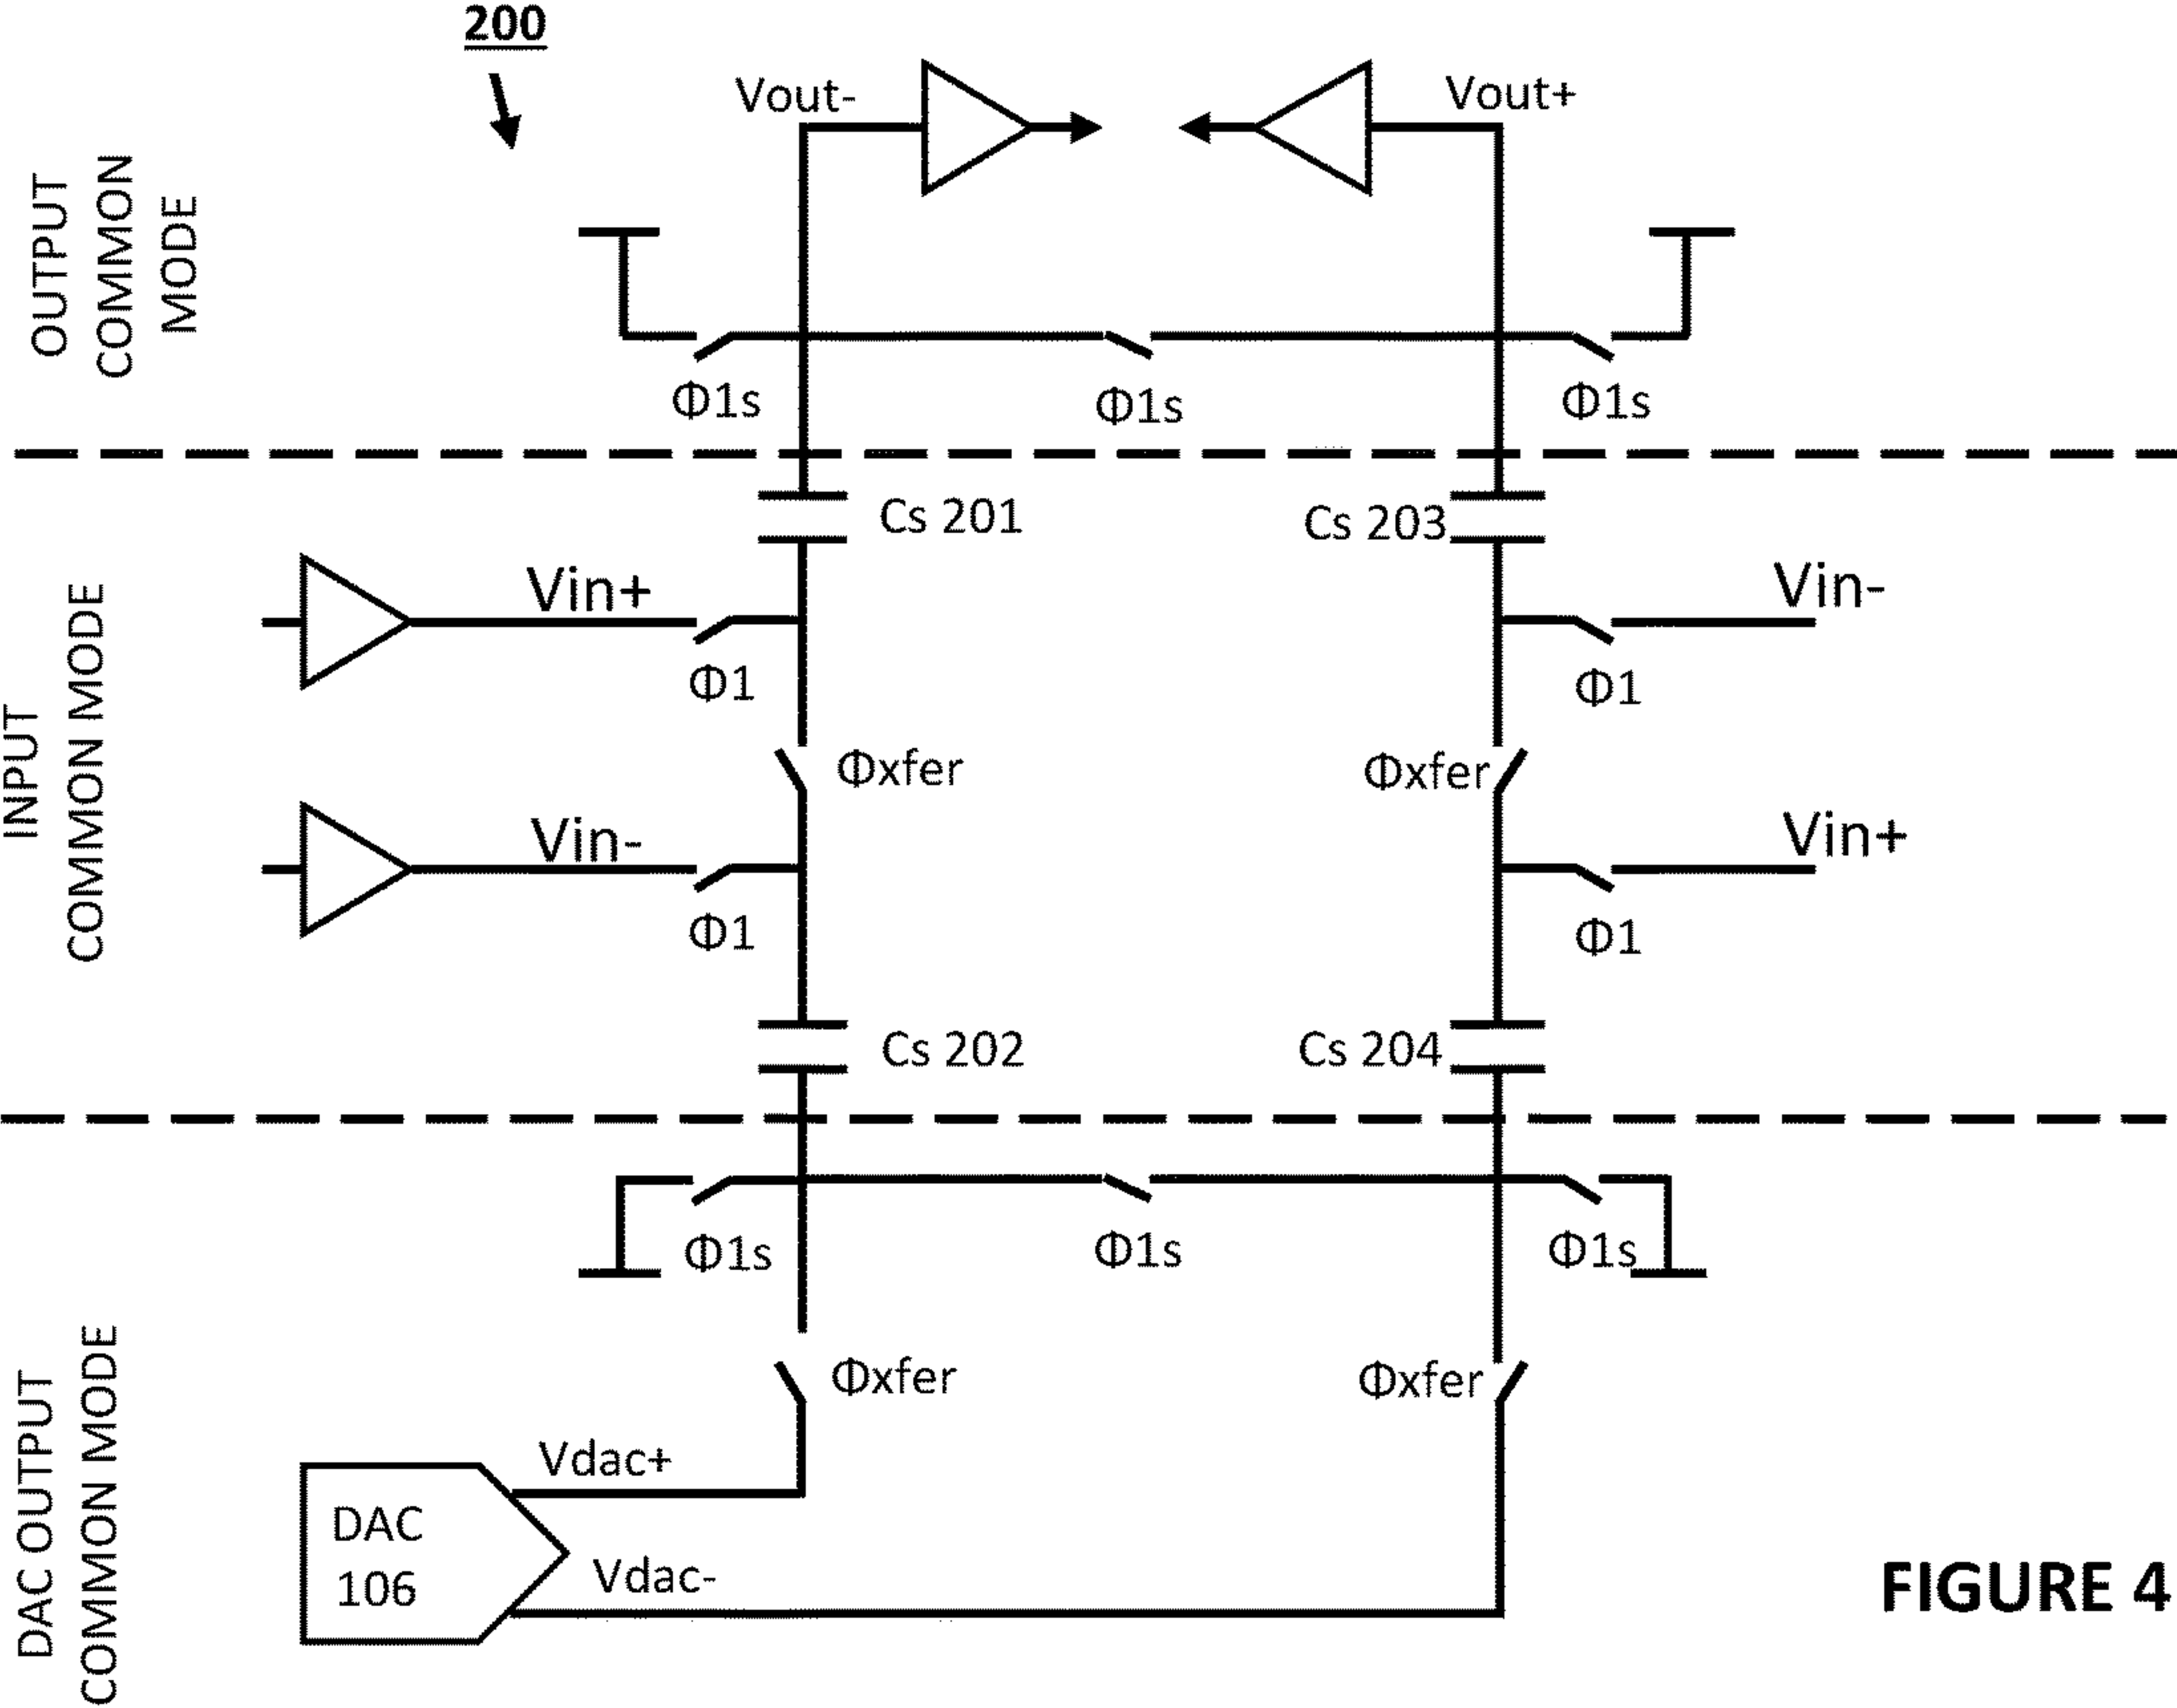 200
Vout-
Vout+
OUTPUT
COMMON
MODE
Φ1s
Φ1s
Φ1s
Cs 201
Cs 203
INPUT
COMMON MODE
Vin+
Vin-
Φ1
Φ1
Φxfer
Φxfer
Vin-
Vin+
Φ1
Φ1
Cs 202
Cs 204
Φ1s
Φ1s
Φ1s
DAC OUTPUT
COMMON MODE
Φxfer
Φxfer
Vdac+
DAC
106
Vdac-
FIGURE 4